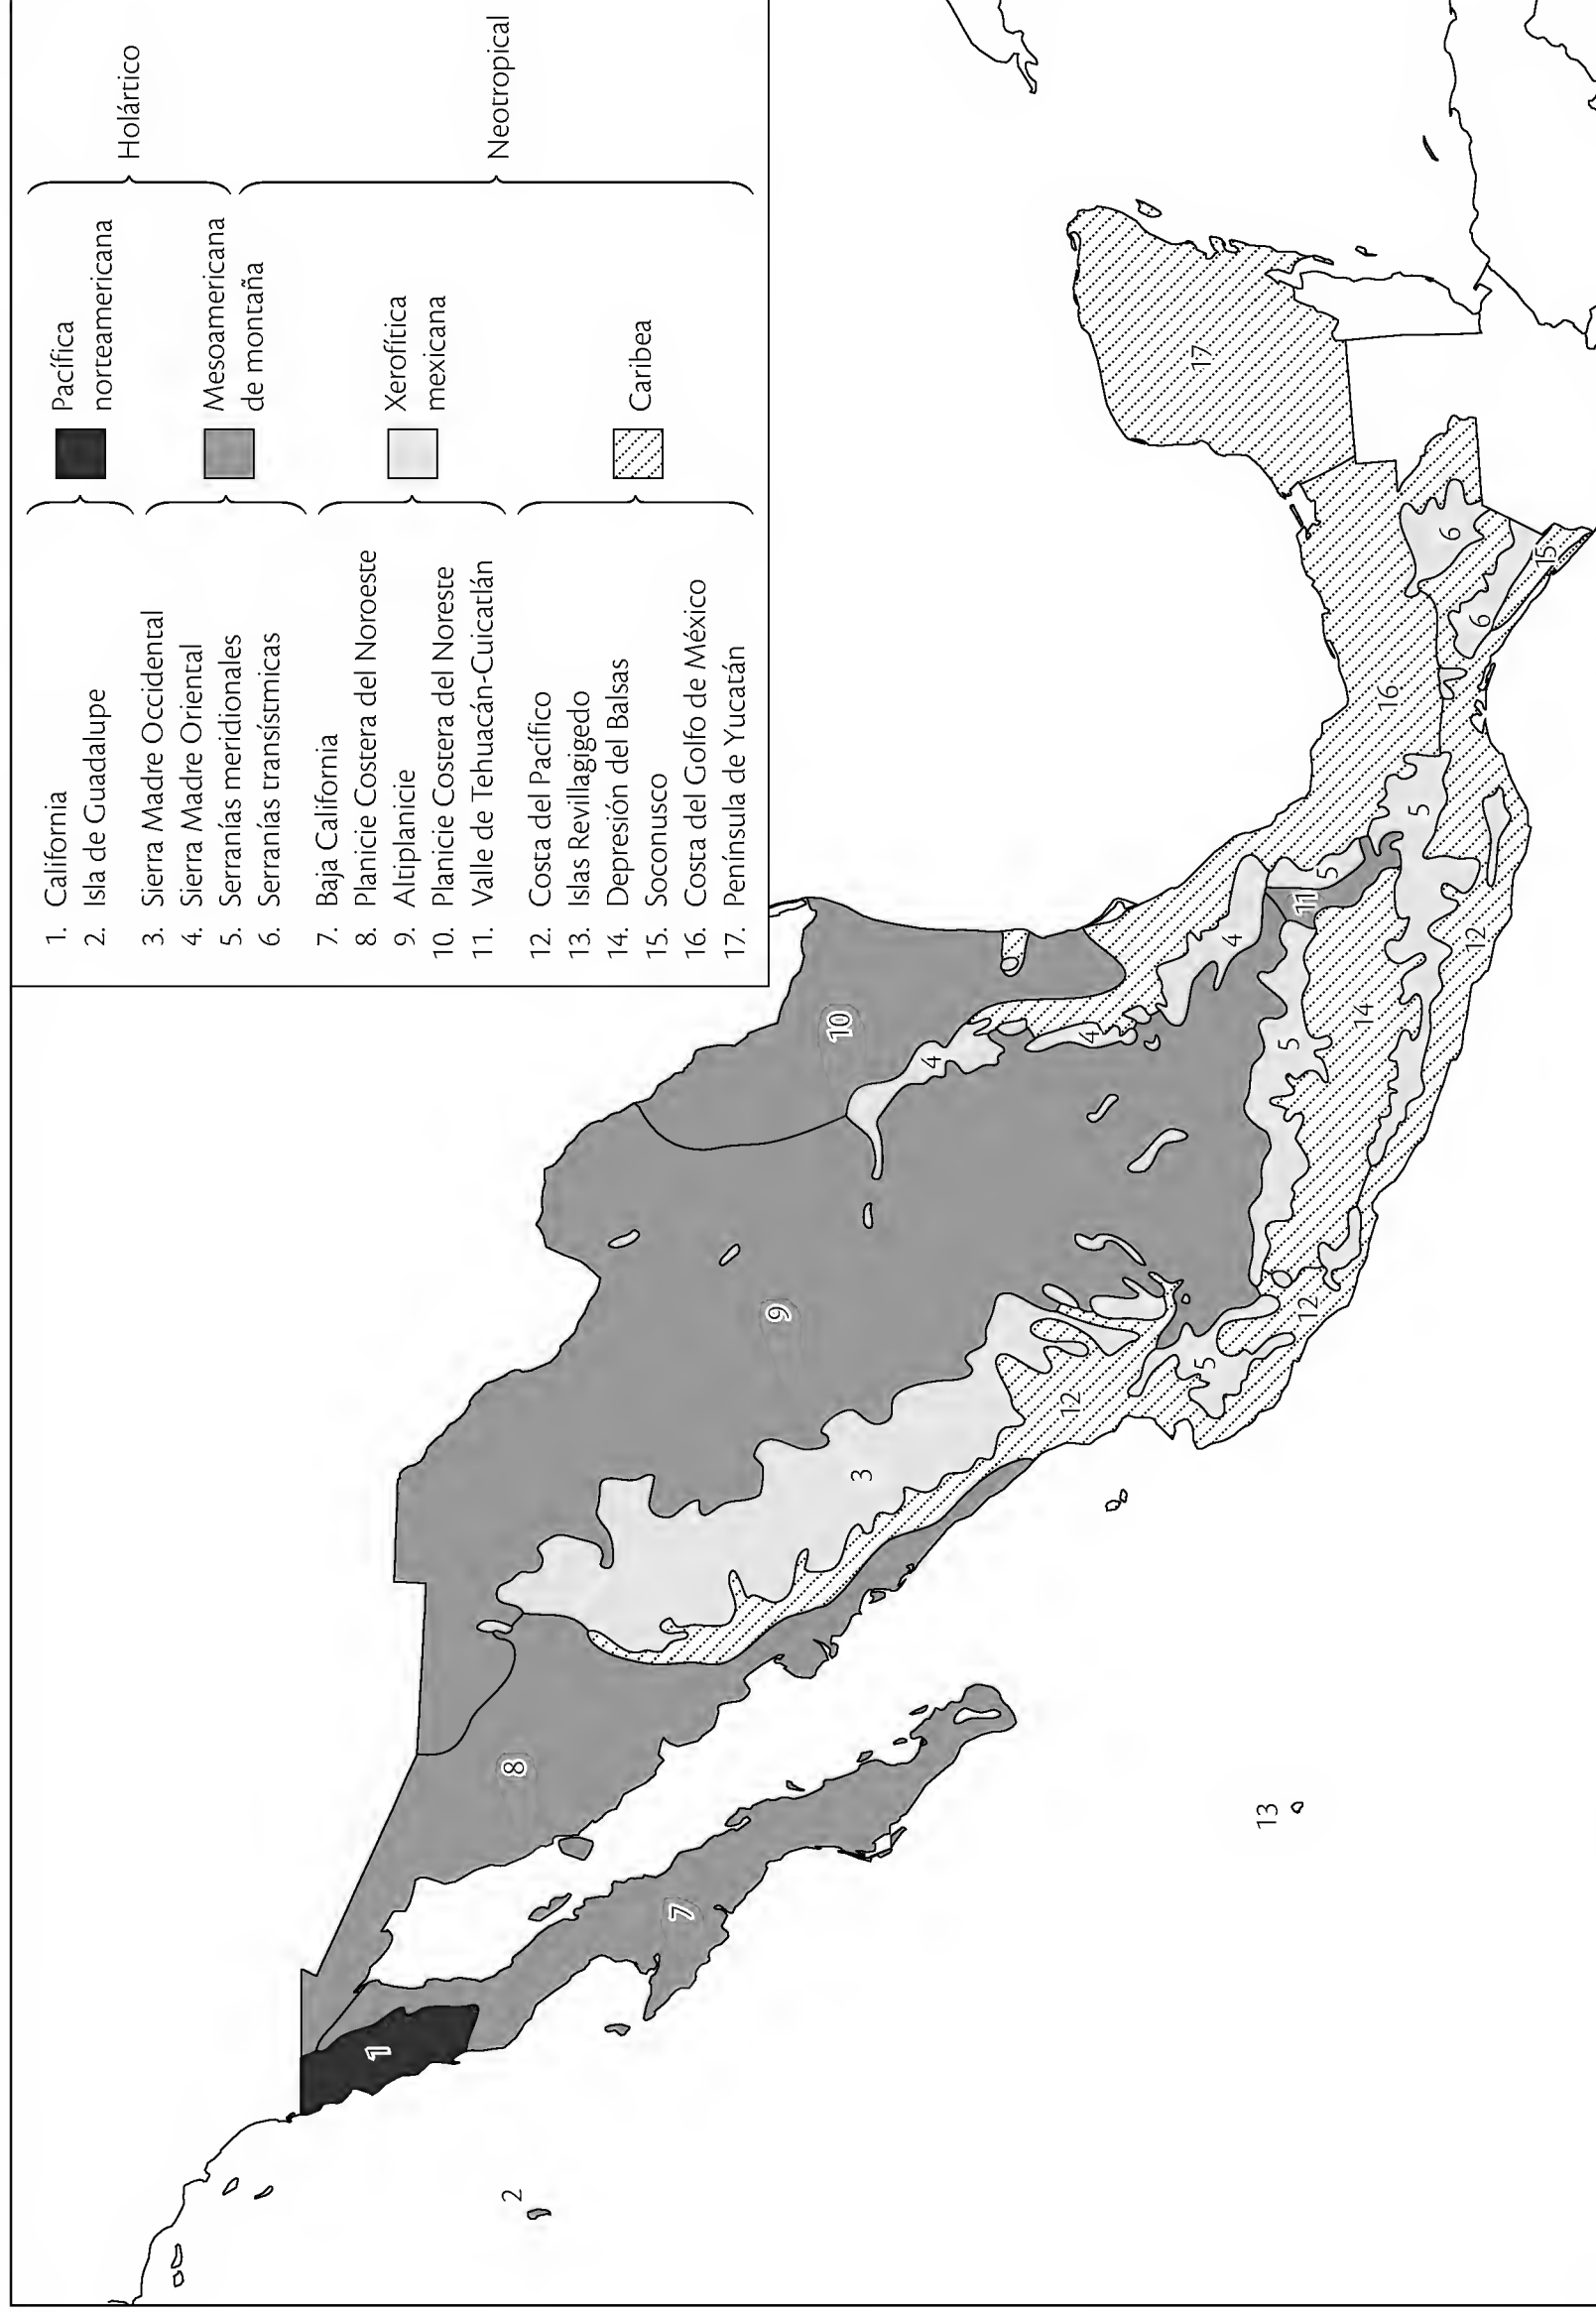 1. California
2. Isla de Guadalupe
3. Sierra Madre Occidental
4. Sierra Madre Oriental
5. Serranías meridionales
6. Serranías transístmicas
7. Baja California
8. Planicie Costera del Noroeste
9. Altiplanicie
10. Planicie Costera del Noreste
11. Valle de Tehuacán-Cuicatlán
12. Costa del Pacífico
13. Islas Revillagigedo
14. Depresión del Balsas
15. Soconusco
16. Costa del Golfo de México
17. Península de Yucatán
Pacífica
norteamericana
Mesoamericana
de montaña
Xerofítica
mexicana
Caribea
Holártico
Neotropical
1
2
7
8
3
9
10
4
4
4
12
5
12
5
14
11
5
5
12
12
13
16
6
6
15
17